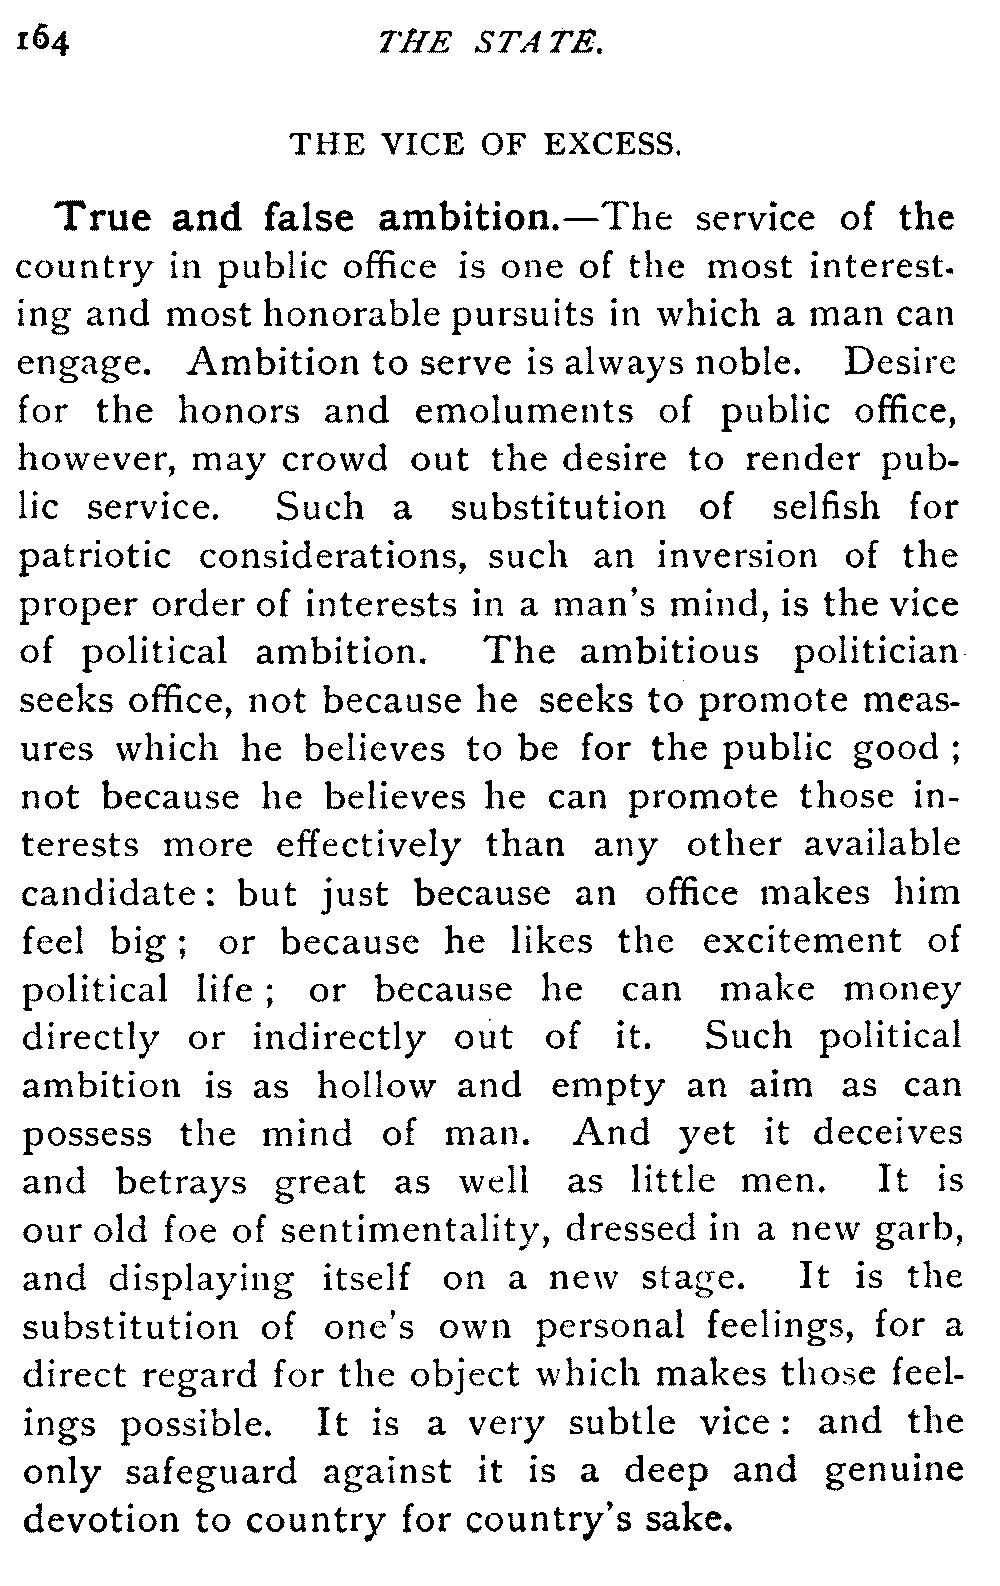 164 THE STATE.
THE VICE OF EXCESS.
True and false ambition.—The service of the
country in public office is one of the most interest-
ing and most honorable pursuits in which a man can
engage. Ambition to serve is always noble. Desire
for the honors and emoluments of public office,
however, may crowd out the desire to render pub-
lic service. Such a substitution of selfish for
patriotic considerations, such an inversion of the
proper order of interests in a man's mind, is the vice
of political ambition. The ambitious politician
seeks office, not because he seeks to promote meas-
ures which he believes to be for the public good ;
not because he believes he can promote those in-
terests more effectively than any other available
candidate : but just because an office makes him
feel big ; or because he likes the excitement of
political life ; or because he can make money
directly or indirectly out of it. Such political
ambition is as hollow and empty an aim as can
possess the mind of man. And yet it deceives
and betrays great as well as little men. It is
our old foe of sentimentality, dressed in a new garb,
and displaying itself on a new stage. It is the
substitution of one's own personal feelings, for a
direct regard for the object which makes those feel-
ings possible. It is a very subtle vice : and the
only safeguard against it is a deep and genuine
devotion to country for country's sake.